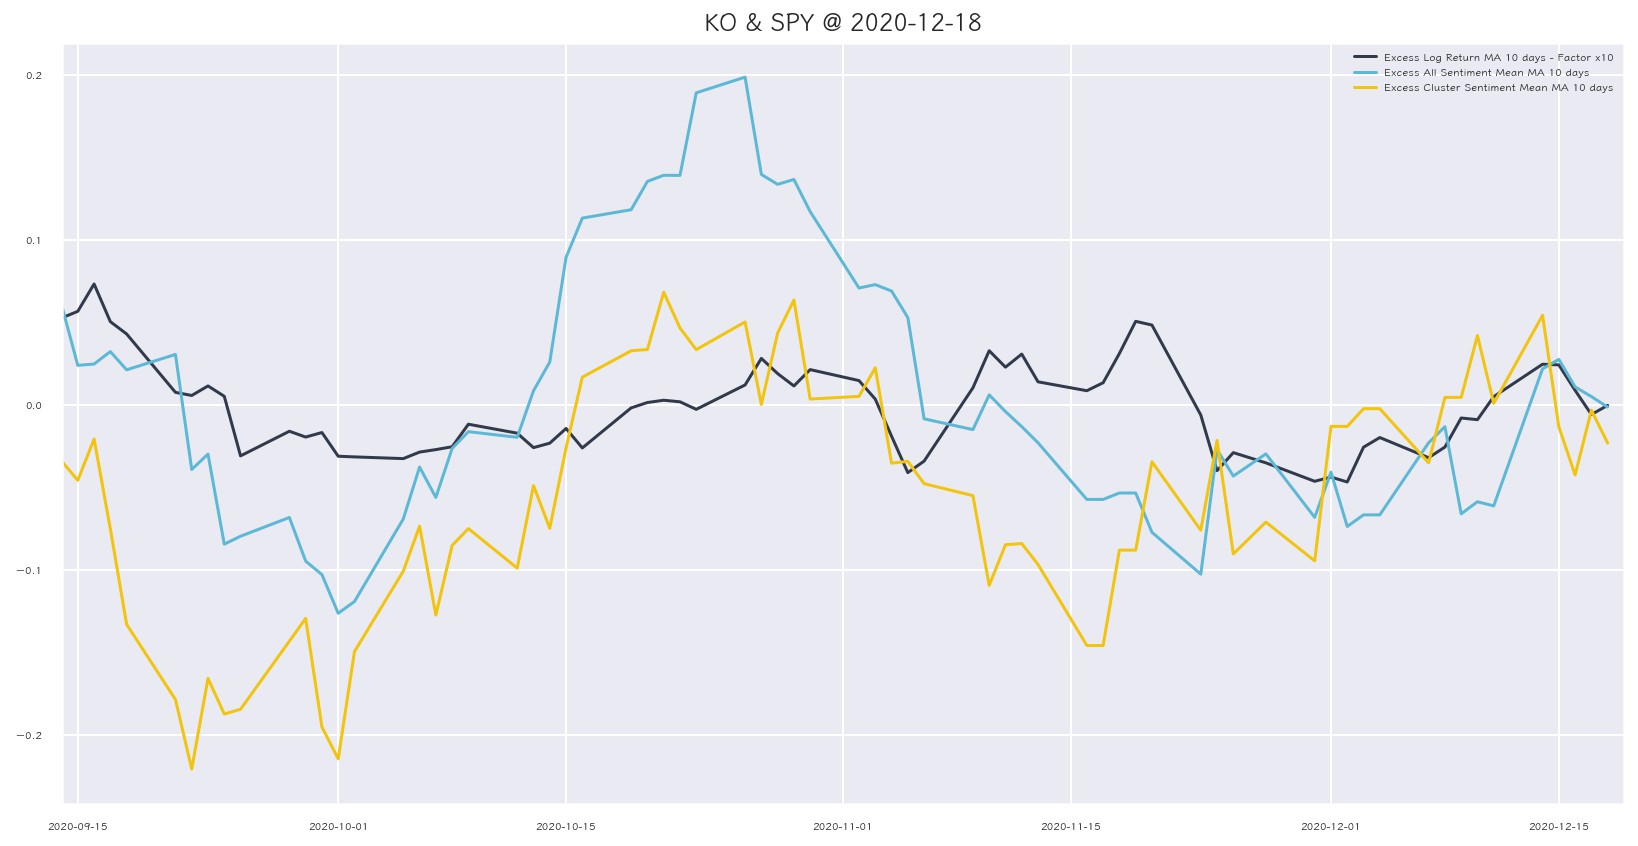 KO & SPY @ 2020-12-18
Excess Log Return MA 10 days - Factor x10
Excess All Sentiment Mean MA 10 days
Excess Cluster Sentiment Mean MA 10 days
0.2
0.1
0.0
−0.1
−0.2
2020-09-15 2020-10-01 2020-10-15 2020-11-01 2020-11-15 2020-12-01 2020-12-15